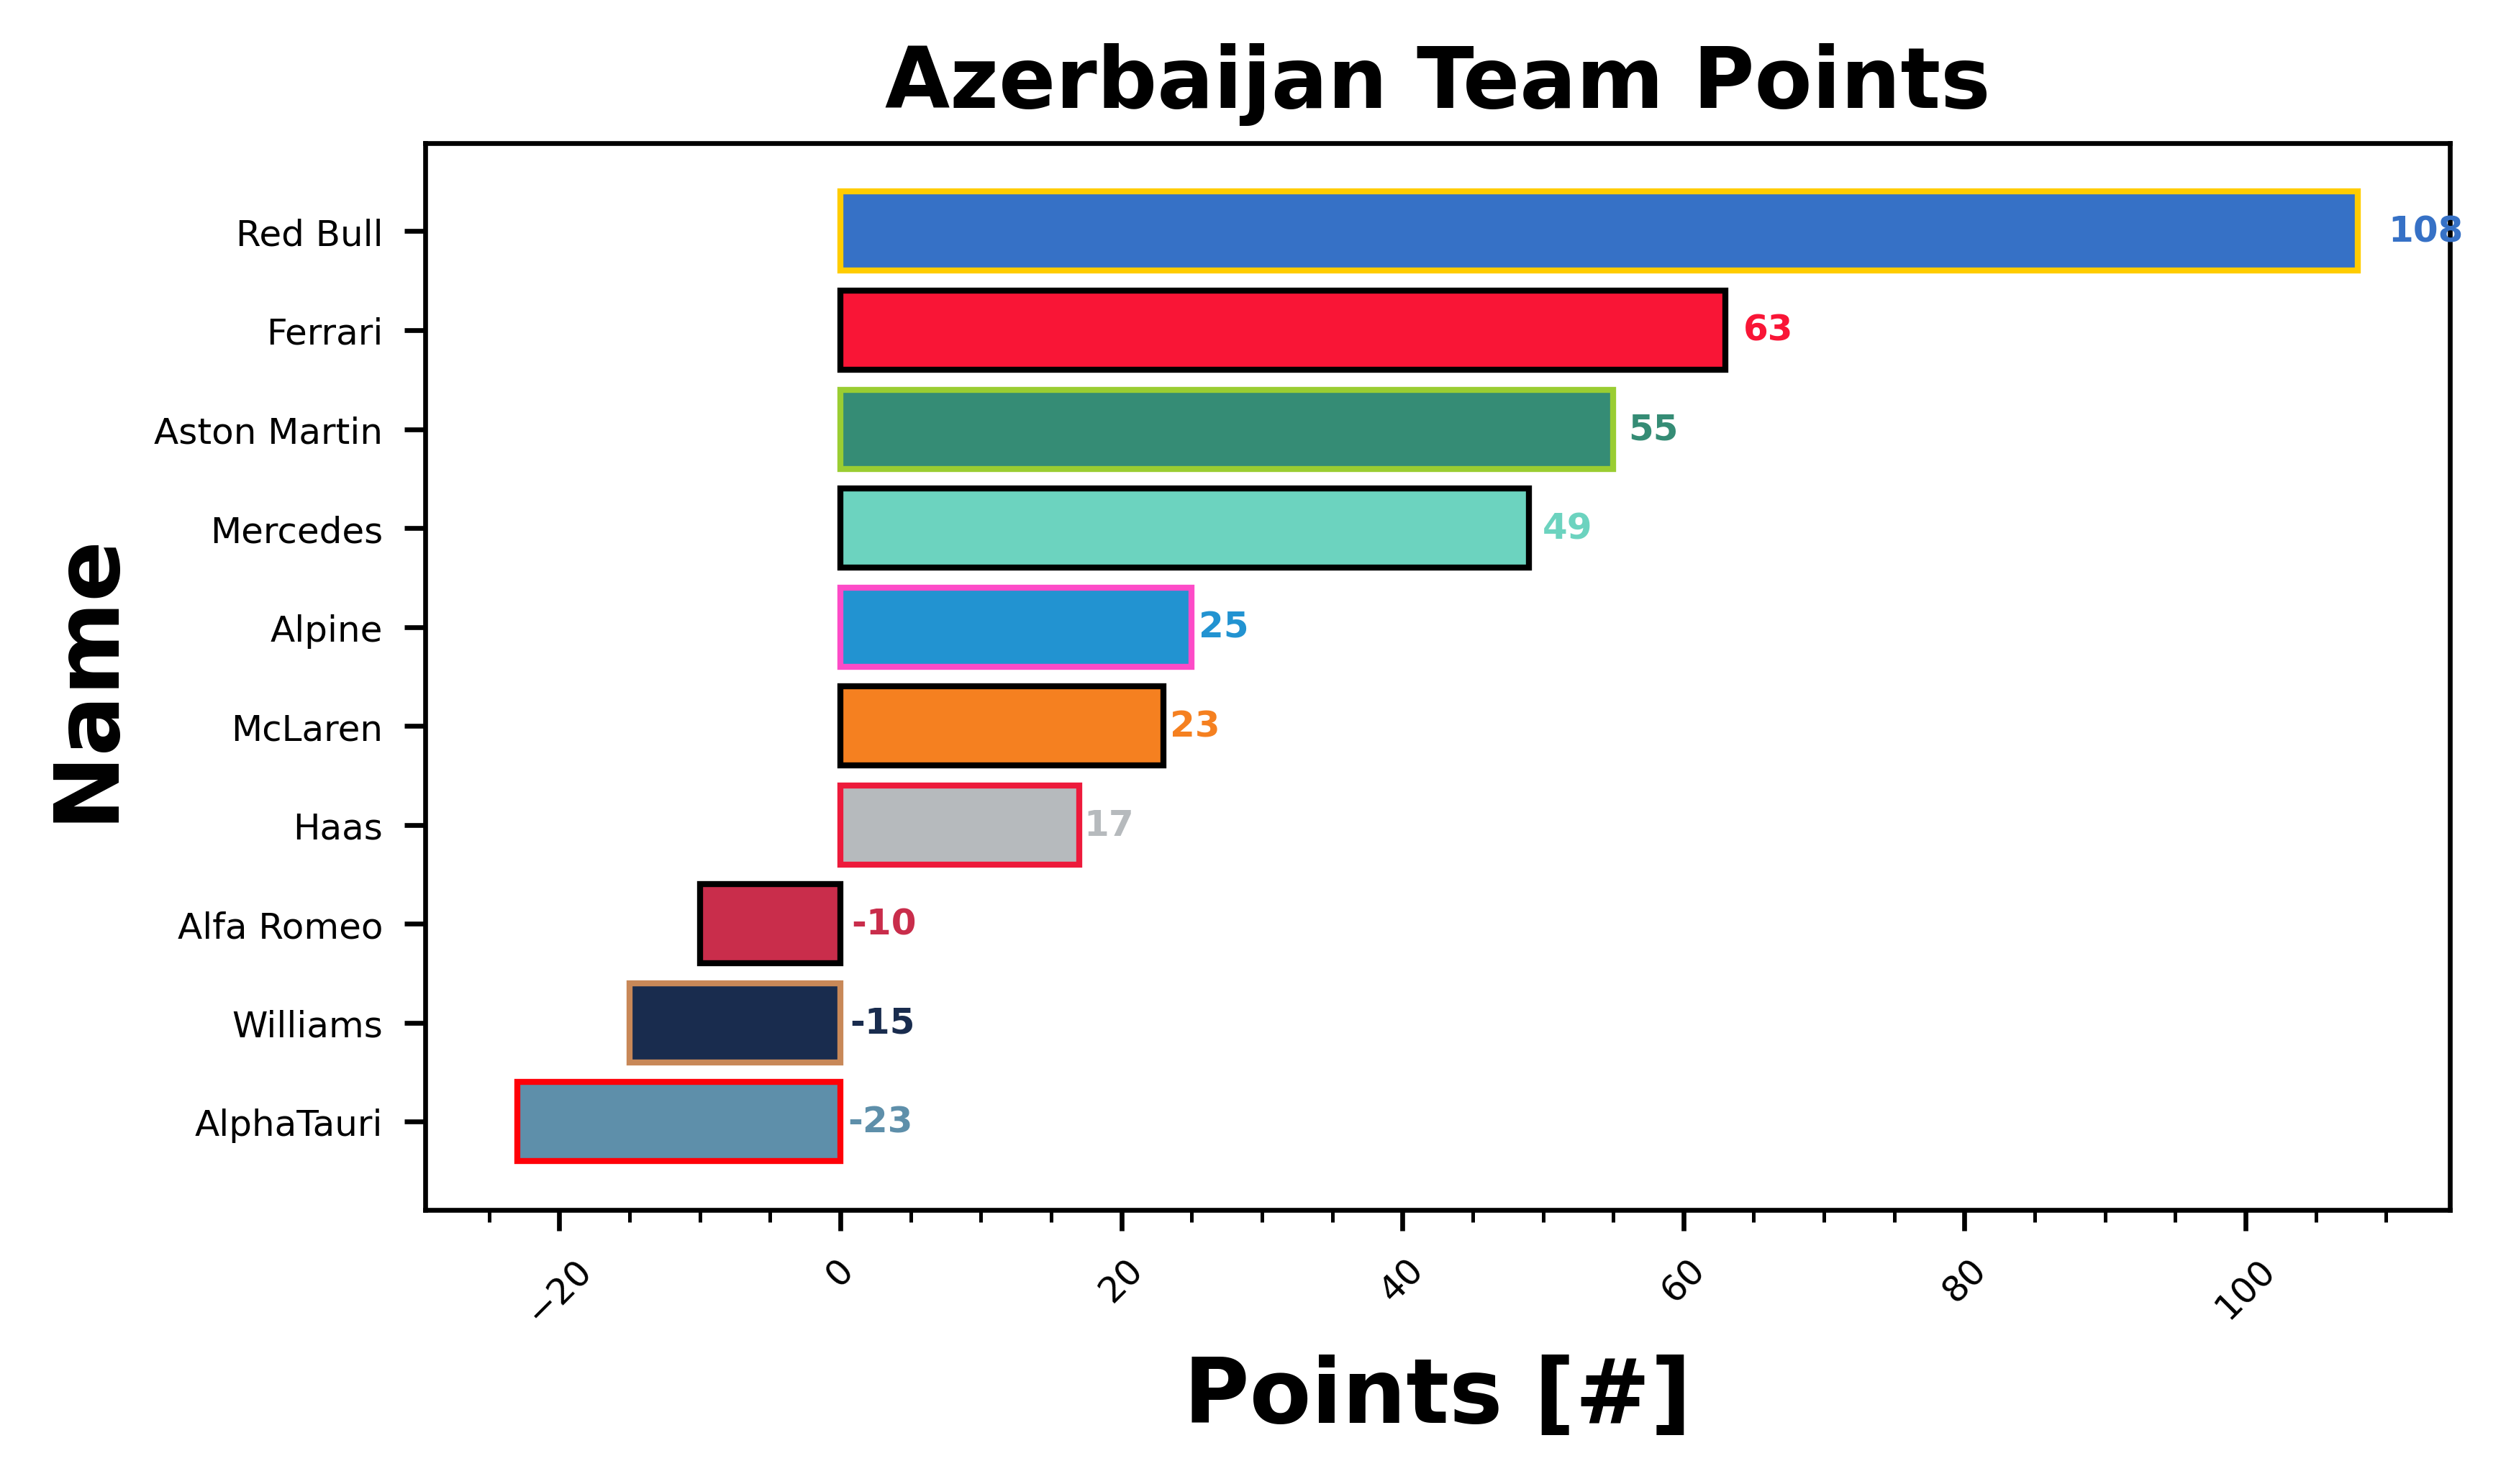 Azerbaijan Team Points
Name
Red Bull 108
Ferrari 63
Aston Martin 55
Mercedes 49
Alpine 25
McLaren 23
Haas 17
Alfa Romeo -10
Williams -15
AlphaTauri -23
−20 0 20 40 60 80 100
Points [#]